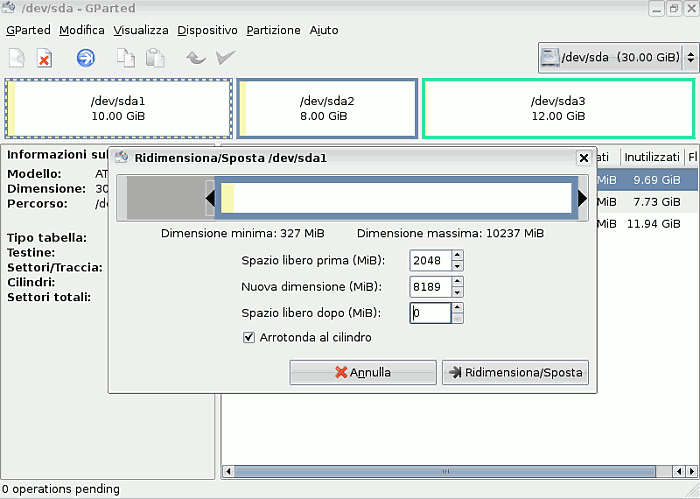 /dev/sda - GParted
GParted Modifica Visualizza Dispositivo Partizione Aiuto
/dev/sda (30.00 GiB)
/dev/sda1
10.00 GiB
/dev/sda2
8.00 GiB
/dev/sda3
12.00 GiB
Informazioni su
Modello: AT
Dimensione: 30
Percorso: /de
Tipo tabella:
Testine:
Settori/Traccia:
Cilindri:
Settori totali:
ati Inutilizzati Fl
MiB 9.69 GiB
MiB 7.73 GiB
MiB 11.94 GiB
Ridimensiona/Sposta /dev/sda1
Dimensione minima: 327 MiB Dimensione massima: 10237 MiB
Spazio libero prima (MiB): 2048
Nuova dimensione (MiB): 8189
Spazio libero dopo (MiB): 0
Arrotonda al cilindro
Annulla Ridimensiona/Sposta
0 operations pending